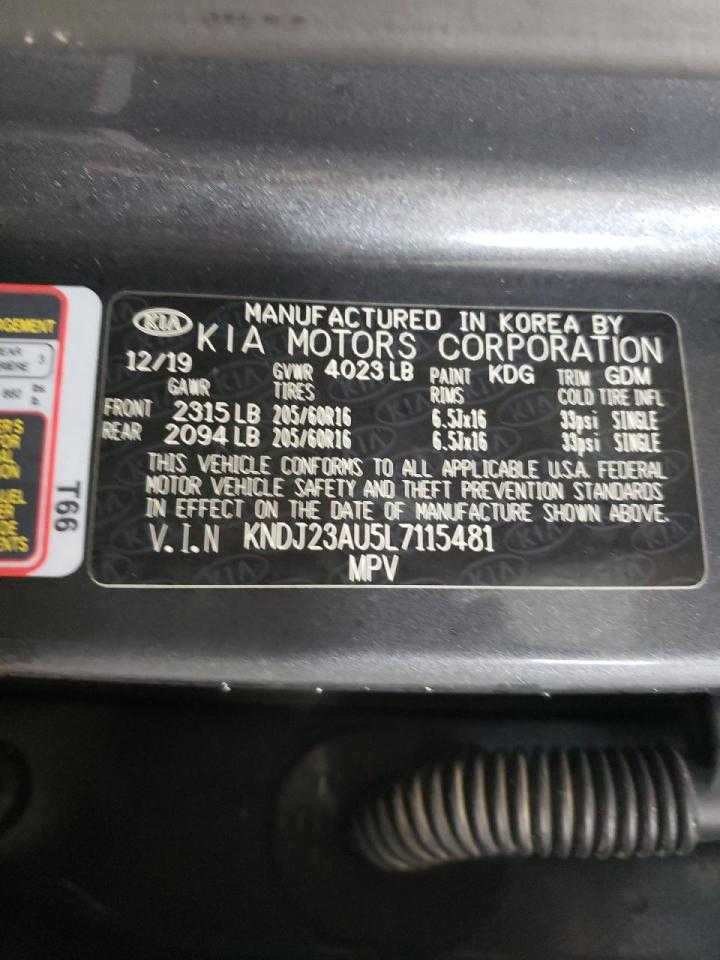 KIA
MANUFACTURED IN KOREA BY
KIA MOTORS CORPORATION
12/19 GVWR 4023 LB PAINT KDG TRIM GDM
GAWR TIRES RIMS COLD TIRE INFL
FRONT 2315 LB 205/60R16 6.5Jx16 33psi SINGLE
REAR 2094 LB 205/60R16 6.5Jx16 33psi SINGLE
THIS VEHICLE CONFORMS TO ALL APPLICABLE U.S.A. FEDERAL
MOTOR VEHICLE SAFETY AND THEFT PREVENTION STANDARDS
IN EFFECT ON THE DATE OF MANUFACTURE SHOWN ABOVE.
V.I.N KNDJ23AU5L7115481
MPV
T66